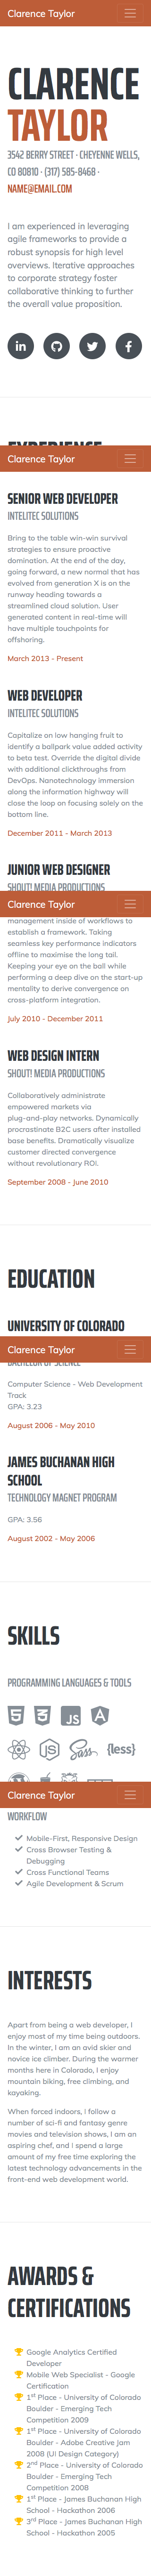 Clarence Taylor
CLARENCE
TAYLOR
3542 BERRY STREET · CHEYENNE WELLS,
CO 80810 · (317) 585-8468 ·
NAME@EMAIL.COM
I am experienced in leveraging
agile frameworks to provide a
robust synopsis for high level
overviews. Iterative approaches
to corporate strategy foster
collaborative thinking to further
the overall value proposition.
EXPERIENCE
Clarence Taylor
SENIOR WEB DEVELOPER
INTELITEC SOLUTIONS
Bring to the table win-win survival
strategies to ensure proactive
domination. At the end of the day,
going forward, a new normal that has
evolved from generation X is on the
runway heading towards a
streamlined cloud solution. User
generated content in real-time will
have multiple touchpoints for
offshoring.
March 2013 - Present
WEB DEVELOPER
INTELITEC SOLUTIONS
Capitalize on low hanging fruit to
identify a ballpark value added activity
to beta test. Override the digital divide
with additional clickthroughs from
DevOps. Nanotechnology immersion
along the information highway will
close the loop on focusing solely on the
bottom line.
December 2011 - March 2013
JUNIOR WEB DESIGNER
SHOUT! MEDIA PRODUCTIONS
Clarence Taylor
management inside of workflows to
establish a framework. Taking
seamless key performance indicators
offline to maximise the long tail.
Keeping your eye on the ball while
performing a deep dive on the start-up
mentality to derive convergence on
cross-platform integration.
July 2010 - December 2011
WEB DESIGN INTERN
SHOUT! MEDIA PRODUCTIONS
Collaboratively administrate
empowered markets via
plug-and-play networks. Dynamically
procrastinate B2C users after installed
base benefits. Dramatically visualize
customer directed convergence
without revolutionary ROI.
September 2008 - June 2010
EDUCATION
UNIVERSITY OF COLORADO
Clarence Taylor
BACHELOR OF SCIENCE
Computer Science - Web Development
Track
GPA: 3.23
August 2006 - May 2010
JAMES BUCHANAN HIGH
SCHOOL
TECHNOLOGY MAGNET PROGRAM
GPA: 3.56
August 2002 - May 2006
SKILLS
PROGRAMMING LANGUAGES & TOOLS
JS
JS Sass {less}
Clarence Taylor
WORKFLOW
Mobile-First, Responsive Design
Cross Browser Testing &
Debugging
Cross Functional Teams
Agile Development & Scrum
INTERESTS
Apart from being a web developer, I
enjoy most of my time being outdoors.
In the winter, I am an avid skier and
novice ice climber. During the warmer
months here in Colorado, I enjoy
mountain biking, free climbing, and
kayaking.
When forced indoors, I follow a
number of sci-fi and fantasy genre
movies and television shows, I am an
aspiring chef, and I spend a large
amount of my free time exploring the
latest technology advancements in the
front-end web development world.
AWARDS &
CERTIFICATIONS
Google Analytics Certified
Developer
Mobile Web Specialist - Google
Certification
1st Place - University of Colorado
Boulder - Emerging Tech
Competition 2009
1st Place - University of Colorado
Boulder - Adobe Creative Jam
2008 (UI Design Category)
2nd Place - University of Colorado
Boulder - Emerging Tech
Competition 2008
1st Place - James Buchanan High
School - Hackathon 2006
3rd Place - James Buchanan High
School - Hackathon 2005